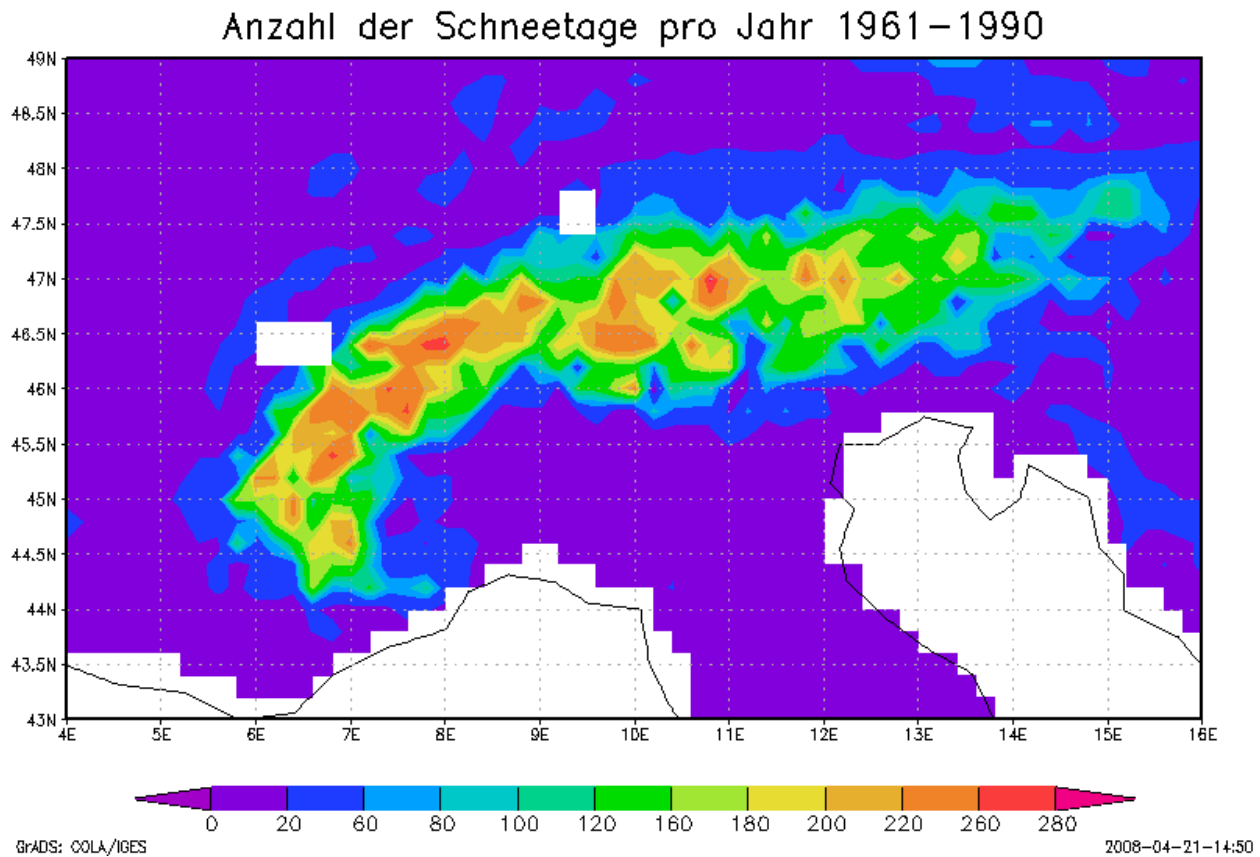 Anzahl der Schneetage pro Jahr 1961-1990
49N
48.5N
48N
47.5N
47N
46.5N
46N
45.5N
45N
44.5N
44N
43.5N
43N
4E 5E 6E 7E 8E 9E 10E 11E 12E 13E 14E 15E 16E
0 20 60 80 100 120 160 180 200 220 260 280
GrADS: COLA/IGES 2008-04-21-14:50